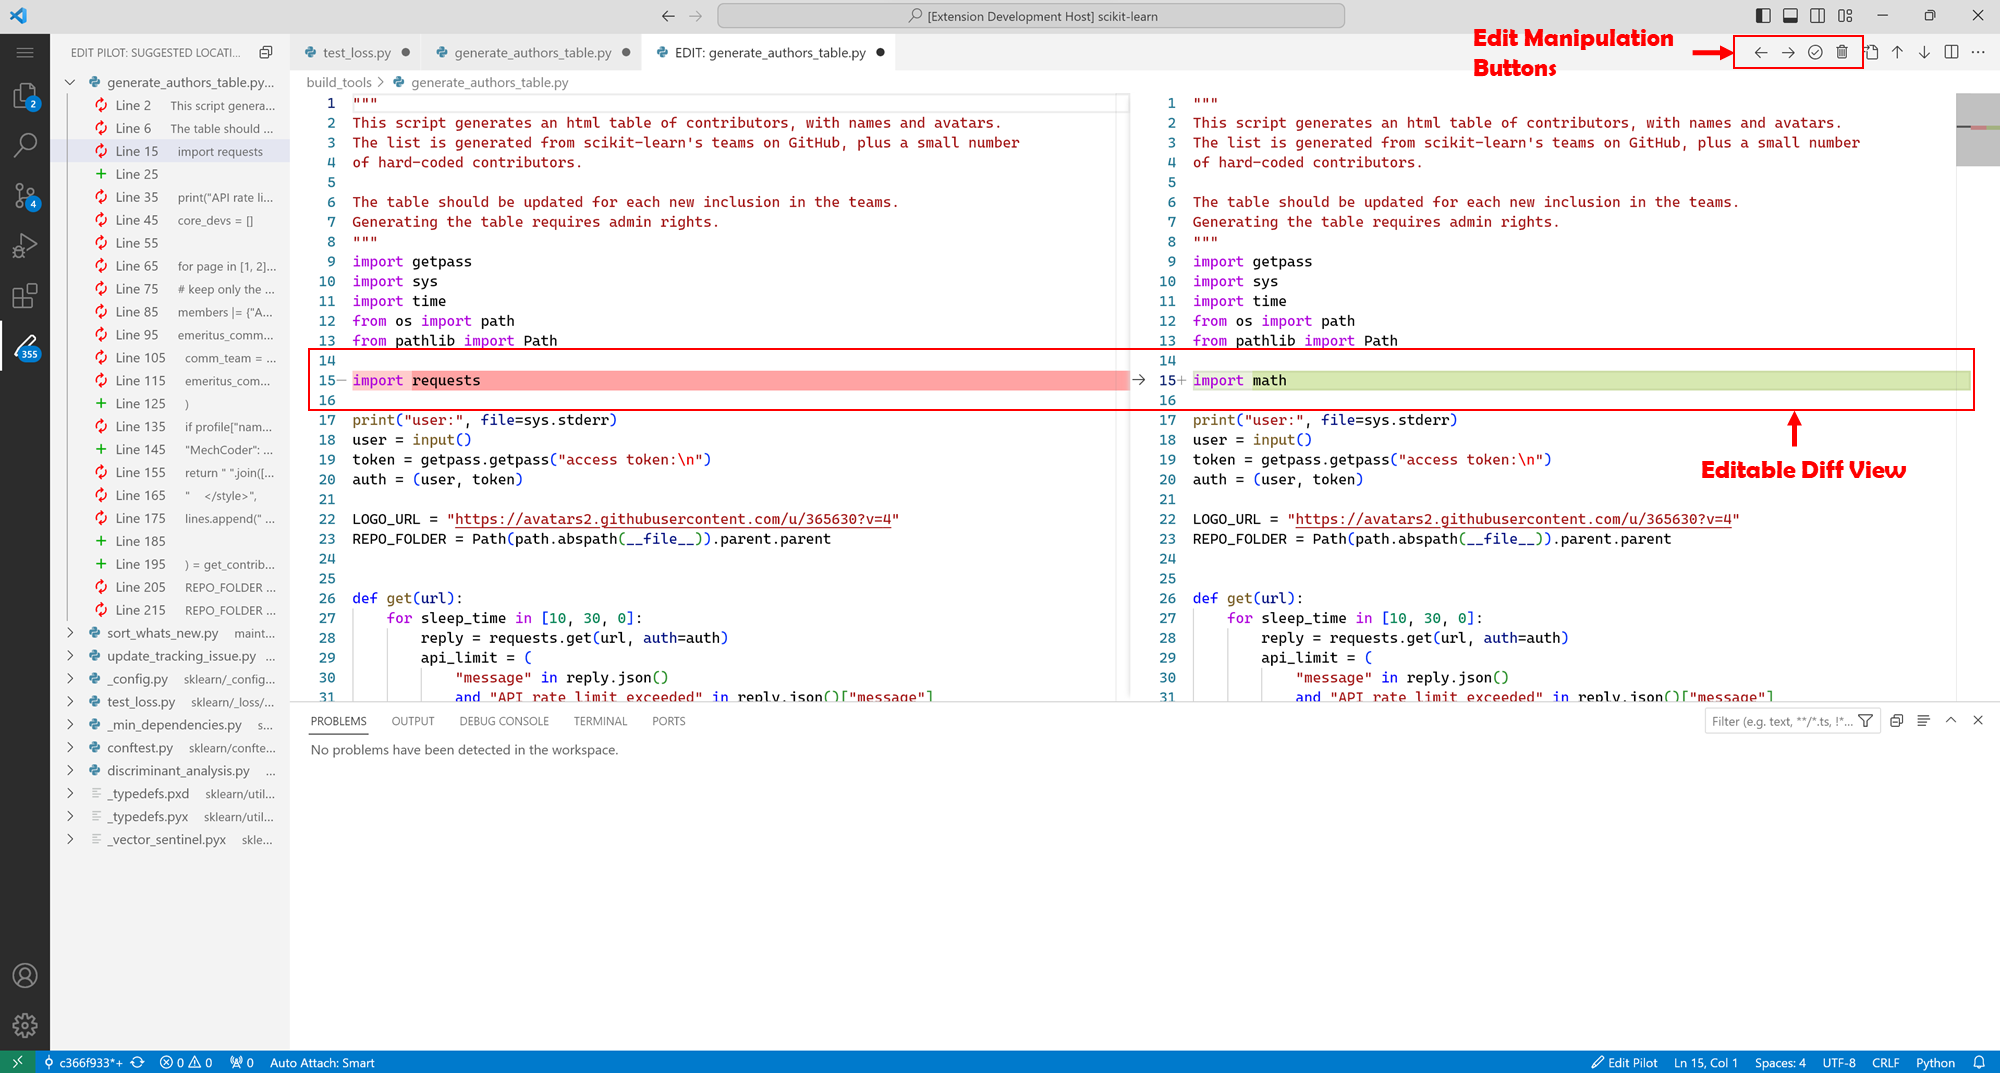 [Extension Development Host] scikit-learn
EDIT PILOT: SUGGESTED LOCATI...
test_loss.py
generate_authors_table.py
EDIT: generate_authors_table.py
Edit Manipulation
Buttons
build_tools > generate_authors_table.py
2
4
355
generate_authors_table.py...
Line 2 This script genera...
Line 6 The table should ...
Line 15 import requests
Line 25
Line 35 print("API rate li...
Line 45 core_devs = []
Line 55
Line 65 for page in [1, 2]...
Line 75 # keep only the ...
Line 85 members |= {"A...
Line 95 emeritus_comm...
Line 105 comm_team = ...
Line 115 emeritus_com...
Line 125 )
Line 135 if profile["nam...
Line 145 "MechCoder": ...
Line 155 return " ".join([...
Line 165 " </style>",
Line 175 lines.append(" ...
Line 185
Line 195 ) = get_contrib...
Line 205 REPO_FOLDER ...
Line 215 REPO_FOLDER ...
sort_whats_new.py maint...
update_tracking_issue.py ...
_config.py sklearn/_config...
test_loss.py sklearn/_loss/...
_min_dependencies.py s...
conftest.py sklearn/confte...
discriminant_analysis.py ...
_typedefs.pxd sklearn/util...
_typedefs.pyx sklearn/util...
_vector_sentinel.pyx skle...
1 """
2 This script generates an html table of contributors, with names and avatars.
3 The list is generated from scikit-learn's teams on GitHub, plus a small number
4 of hard-coded contributors.
5
6 The table should be updated for each new inclusion in the teams.
7 Generating the table requires admin rights.
8 """
9 import getpass
10 import sys
11 import time
12 from os import path
13 from pathlib import Path
14
15− import requests
16
17 print("user:", file=sys.stderr)
18 user = input()
19 token = getpass.getpass("access token:\n")
20 auth = (user, token)
21
22 LOGO_URL = "https://avatars2.githubusercontent.com/u/365630?v=4"
23 REPO_FOLDER = Path(path.abspath(__file__)).parent.parent
24
25
26 def get(url):
27 for sleep_time in [10, 30, 0]:
28 reply = requests.get(url, auth=auth)
29 api_limit = (
30 "message" in reply.json()
31 and "API rate limit exceeded" in reply.json()["message"]
1 """
2 This script generates an html table of contributors, with names and avatars.
3 The list is generated from scikit-learn's teams on GitHub, plus a small number
4 of hard-coded contributors.
5
6 The table should be updated for each new inclusion in the teams.
7 Generating the table requires admin rights.
8 """
9 import getpass
10 import sys
11 import time
12 from os import path
13 from pathlib import Path
14
15+ import math
16
17 print("user:", file=sys.stderr)
18 user = input()
19 token = getpass.getpass("access token:\n")
20 auth = (user, token)
21
22 LOGO_URL = "https://avatars2.githubusercontent.com/u/365630?v=4"
23 REPO_FOLDER = Path(path.abspath(__file__)).parent.parent
24
25
26 def get(url):
27 for sleep_time in [10, 30, 0]:
28 reply = requests.get(url, auth=auth)
29 api_limit = (
30 "message" in reply.json()
31 and "API rate limit exceeded" in reply.json()["message"]
Editable Diff View
PROBLEMS OUTPUT DEBUG CONSOLE TERMINAL PORTS
Filter (e.g. text, **/*.ts, !*...
No problems have been detected in the workspace.
c366f933*+ 0 0 0 Auto Attach: Smart
Edit Pilot Ln 15, Col 1 Spaces: 4 UTF-8 CRLF Python